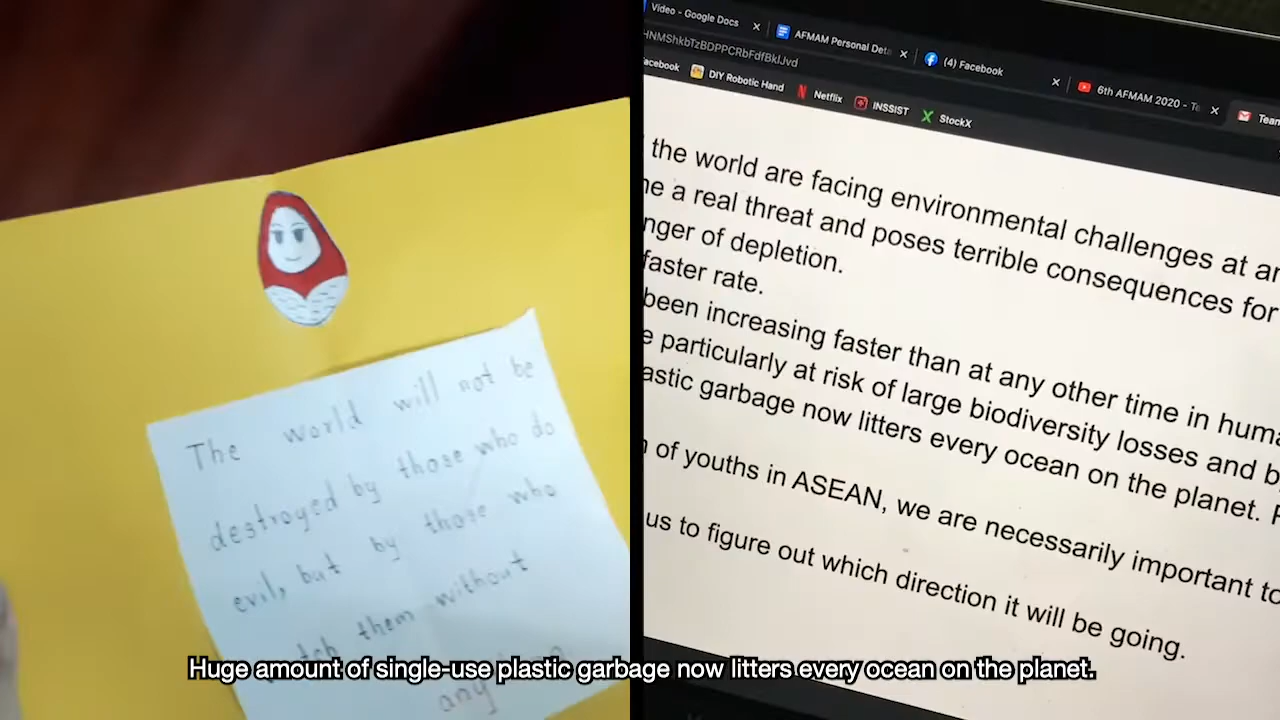 The world will not be
destroyed by those who do
evil, but by those who
them without
any
Video - Google Docs
AFMAM Personal Deta
(4) Facebook
6th AFMAM 2020 - Te
Team
HNMShkbTzBDPPCRbFdfBklJvd
acebook
DIY Robotic Hand
Netflix
INSSIST
StockX
the world are facing environmental challenges at an
ne a real threat and poses terrible consequences for
nger of depletion.
faster rate.
been increasing faster than at any other time in huma
e particularly at risk of large biodiversity losses and b
astic garbage now litters every ocean on the planet.
n of youths in ASEAN, we are necessarily important to
us to figure out which direction it will be going.
Huge amount of single-use plastic garbage now litters every ocean on the planet.